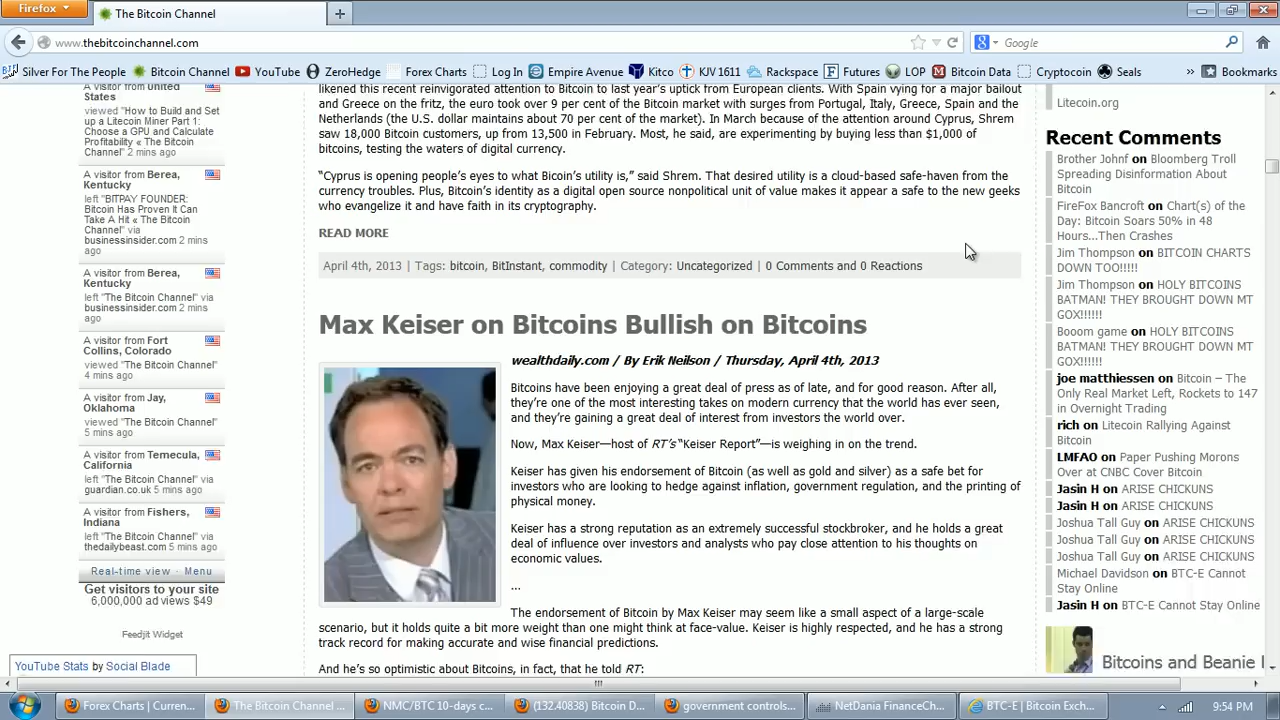 Firefox
The Bitcoin Channel
www.thebitcoinchannel.com
Google
Silver For The People
Bitcoin Channel
YouTube
ZeroHedge
Forex Charts
Log In
Empire Avenue
Kitco
KJV 1611
Rackspace
Futures
LOP
Bitcoin Data
Cryptocoin
Seals
»
Bookmarks
A visitor from United
States
viewed "How to Build and Set
up a Litecoin Miner Part 1:
Choose a GPU and Calculate
Profitability « The Bitcoin
Channel" 2 mins ago
A visitor from Berea,
Kentucky
left "BITPAY FOUNDER:
Bitcoin Has Proven It Can
Take A Hit « The Bitcoin
Channel" via
businessinsider.com 2 mins
ago
A visitor from Berea,
Kentucky
left "The Bitcoin Channel" via
businessinsider.com 2 mins
ago
A visitor from Fort
Collins, Colorado
viewed "The Bitcoin Channel"
4 mins ago
A visitor from Jay,
Oklahoma
viewed "The Bitcoin Channel"
5 mins ago
A visitor from Temecula,
California
left "The Bitcoin Channel" via
guardian.co.uk 5 mins ago
A visitor from Fishers,
Indiana
left "The Bitcoin Channel" via
thedailybeast.com 5 mins ago
Real-time view · Menu
Get visitors to your site
6,000,000 ad views $49
Feedjit Widget
YouTube Stats by Social Blade
likened this recent reinvigorated attention to Bitcoin to last year's uptick from European clients. With Spain vying for a major bailout
and Greece on the fritz, the euro took over 9 per cent of the Bitcoin market with surges from Portugal, Italy, Greece, Spain and the
Netherlands (the U.S. dollar maintains about 70 per cent of the market). In March because of the attention around Cyprus, Shrem
saw 18,000 Bitcoin customers, up from 13,500 in February. Most, he said, are experimenting by buying less than $1,000 of
bitcoins, testing the waters of digital currency.
“Cyprus is opening people's eyes to what Bicoin's utility is,” said Shrem. That desired utility is a cloud-based safe-haven from the
currency troubles. Plus, Bitcoin's identity as a digital open source nonpolitical unit of value makes it appear a safe to the new geeks
who evangelize it and have faith in its cryptography.
READ MORE
April 4th, 2013 | Tags: bitcoin, BitInstant, commodity | Category: Uncategorized | 0 Comments and 0 Reactions
Max Keiser on Bitcoins Bullish on Bitcoins
wealthdaily.com / By Erik Neilson / Thursday, April 4th, 2013
Bitcoins have been enjoying a great deal of press as of late, and for good reason. After all,
they're one of the most interesting takes on modern currency that the world has ever seen,
and they're gaining a great deal of interest from investors the world over.
Now, Max Keiser—host of RT's “Keiser Report”—is weighing in on the trend.
Keiser has given his endorsement of Bitcoin (as well as gold and silver) as a safe bet for
investors who are looking to hedge against inflation, government regulation, and the printing of
physical money.
Keiser has a strong reputation as an extremely successful stockbroker, and he holds a great
deal of influence over investors and analysts who pay close attention to his thoughts on
economic values.
...
The endorsement of Bitcoin by Max Keiser may seem like a small aspect of a large-scale
scenario, but it holds quite a bit more weight than one might think at face-value. Keiser is highly respected, and he has a strong
track record for making accurate and wise financial predictions.
And he's so optimistic about Bitcoins, in fact, that he told RT:
Litecoin.org
Recent Comments
Brother Johnf on Bloomberg Troll
Spreading Disinformation About
Bitcoin
FireFox Bancroft on Chart(s) of the
Day: Bitcoin Soars 50% in 48
Hours...Then Crashes
Jim Thompson on BITCOIN CHARTS
DOWN TOO!!!!!
Jim Thompson on HOLY BITCOINS
BATMAN! THEY BROUGHT DOWN MT
GOX!!!!!!
Booom game on HOLY BITCOINS
BATMAN! THEY BROUGHT DOWN MT
GOX!!!!!!
joe matthiessen on Bitcoin – The
Only Real Market Left, Rockets to 147
in Overnight Trading
rich on Litecoin Rallying Against
Bitcoin
LMFAO on Paper Pushing Morons
Over at CNBC Cover Bitcoin
Jasin H on ARISE CHICKUNS
Jasin H on ARISE CHICKUNS
Joshua Tall Guy on ARISE CHICKUNS
Joshua Tall Guy on ARISE CHICKUNS
Joshua Tall Guy on ARISE CHICKUNS
Michael Davidson on BTC-E Cannot
Stay Online
Jasin H on BTC-E Cannot Stay Online
Bitcoins and Beanie
Forex Charts | Curren...
The Bitcoin Channel ...
NMC/BTC 10-days c...
(132.40838) Bitcoin D...
government controls...
NetDania FinanceCh...
BTC-E | Bitcoin Exch...
9:54 PM